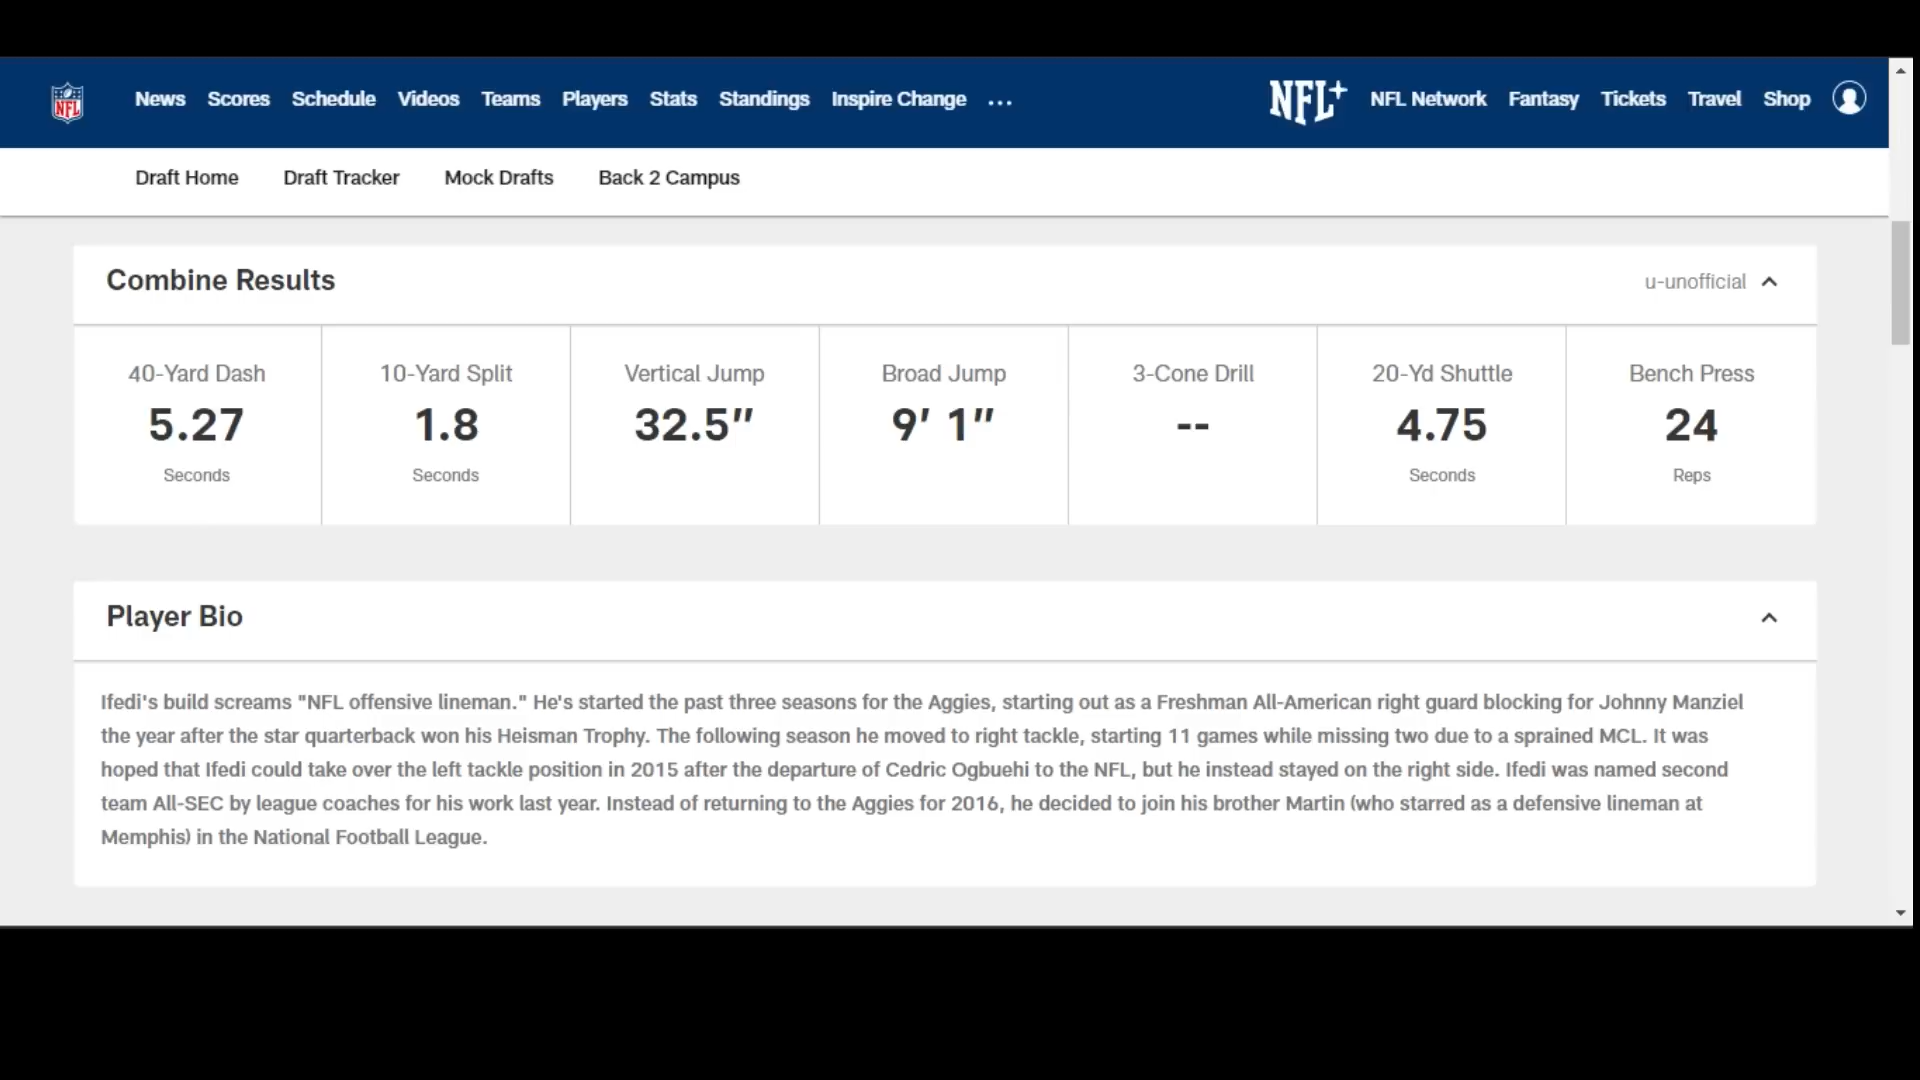 NFL
News Scores Schedule Videos Teams Players Stats Standings Inspire Change ... NFL+ NFL Network Fantasy Tickets Travel Shop
Draft Home Draft Tracker Mock Drafts Back 2 Campus
Combine Results u-unofficial
40-Yard Dash 10-Yard Split Vertical Jump Broad Jump 3-Cone Drill 20-Yd Shuttle Bench Press
5.27 1.8 32.5″ 9′ 1″ -- 4.75 24
Seconds Seconds Seconds Reps
Player Bio
Ifedi's build screams "NFL offensive lineman." He's started the past three seasons for the Aggies, starting out as a Freshman All-American right guard blocking for Johnny Manziel
the year after the star quarterback won his Heisman Trophy. The following season he moved to right tackle, starting 11 games while missing two due to a sprained MCL. It was
hoped that Ifedi could take over the left tackle position in 2015 after the departure of Cedric Ogbuehi to the NFL, but he instead stayed on the right side. Ifedi was named second
team All-SEC by league coaches for his work last year. Instead of returning to the Aggies for 2016, he decided to join his brother Martin (who starred as a defensive lineman at
Memphis) in the National Football League.